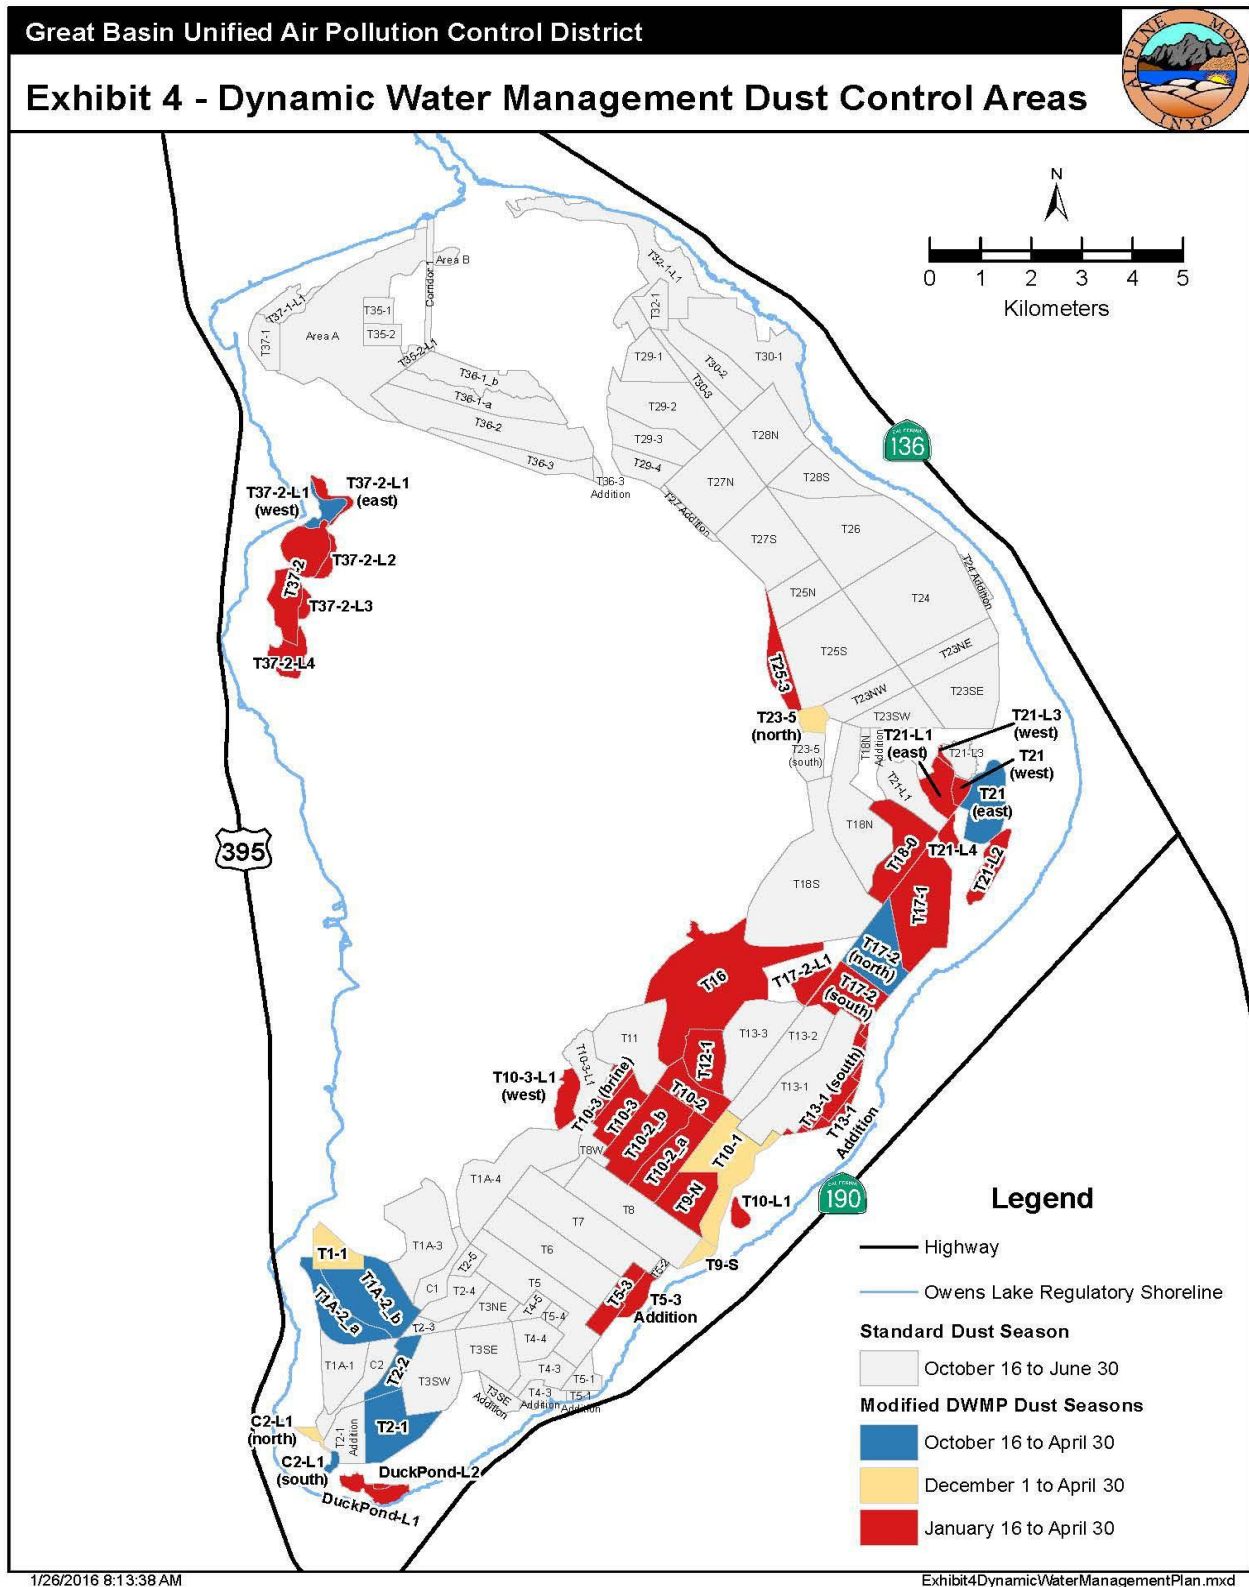 Great Basin Unified Air Pollution Control District
Exhibit 4 - Dynamic Water Management Dust Control Areas
ALPINE MONO
INYO
N
0 1 2 3 4 5
Kilometers
Area B
Corridor 1
T32-1-L1
T37-1-L1
T35-1
T32-1
T37-1
Area A
T35-2
T35-2-L1
T29-1
T30-2
T30-1
T36-1_b
T30-3
T36-1-a
T29-2
T36-2
T29-3
T28N
136
T36-3
T29-4
T36-3
Addition
T27N
T28S
T37-2-L1
(west)
T37-2-L1
(east)
T27 Addition
T26
T27S
T37-2
T37-2-L2
T24 Addition
T25N
T24
T37-2-L3
T25S
T23NE
T37-2-L4
T25-3
T23NW
T23SE
T23-5
(north)
T23SW
T21-L3
(west)
T23-5
(south)
T18N
Addition
T21-L1
(east)
T21-L3
T21
(west)
T21-L1
T21
(east)
T18N
395
T18-0
T21-L4
T21-L2
T18S
T17-1
T17-2
(north)
T16
T17-2-L1
T17-2
(south)
T11
T13-3
T13-2
T10-3-L1
T12-1
T10-3-L1
(west)
T10-3 (brine)
T10-3
T10-2
T13-1
T13-1 (south)
T13-1
Addition
T10-2_b
T10-2_a
T10-1
T8W
T1A-4
T9-N
T10-L1
190
T8
T7
T1A-3
T6
T9-S
T1-1
T2-5
T5-2
C1
T2-4
T5
T5-3
T5-3
Addition
T1A-2_b
T1A-2_a
T3NE
T4-5
T5-4
T2-3
T4-4
T3SE
T1A-1
C2
T2-2
T3SW
T4-3
T5-1
T3SE
Addition
T4-3
Addition
T5-1
Addition
C2-L1
(north)
T2-1
Addition
T2-1
C2-L1
(south)
DuckPond-L2
DuckPond-L1
Legend
Highway
Owens Lake Regulatory Shoreline
Standard Dust Season
October 16 to June 30
Modified DWMP Dust Seasons
October 16 to April 30
December 1 to April 30
January 16 to April 30
1/26/2016 8:13:38 AM
Exhibit4DynamicWaterManagementPlan.mxd